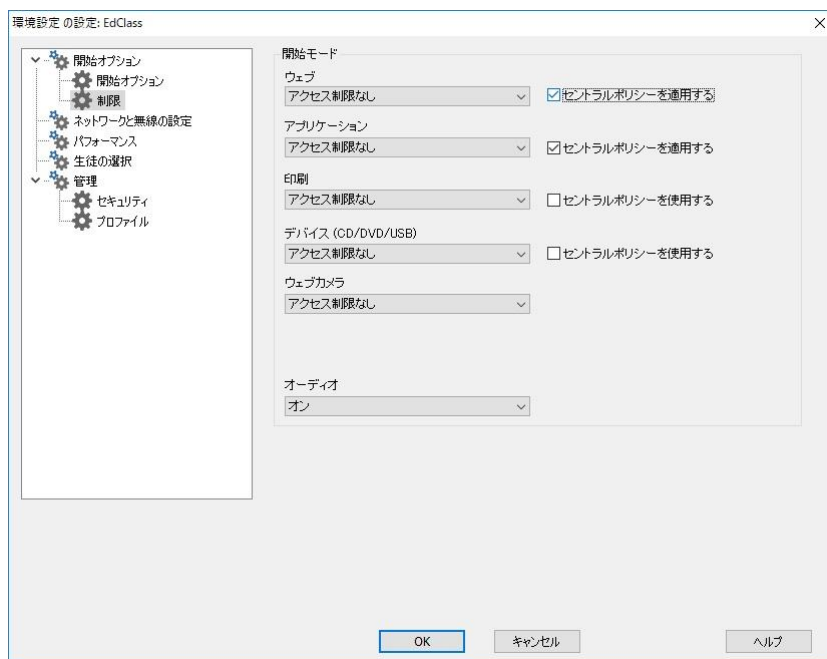 環境設定 の設定: EdClass
開始オプション
開始オプション
制限
ネットワークと無線の設定
パフォーマンス
生徒の選択
管理
セキュリティ
プロファイル
開始モード
ウェブ
アクセス制限なし
セントラルポリシーを適用する
アプリケーション
アクセス制限なし
セントラルポリシーを適用する
印刷
アクセス制限なし
セントラルポリシーを使用する
デバイス (CD/DVD/USB)
アクセス制限なし
セントラルポリシーを使用する
ウェブカメラ
アクセス制限なし
オーディオ
オン
OK
キャンセル
ヘルプ